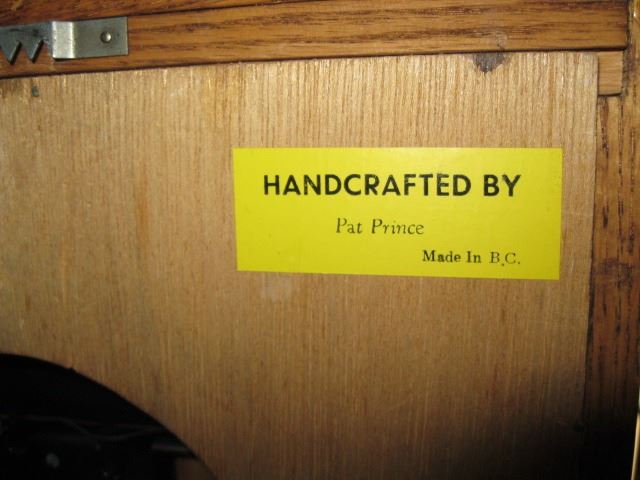 HANDCRAFTED BY
Pat Prince
Made In B.C.